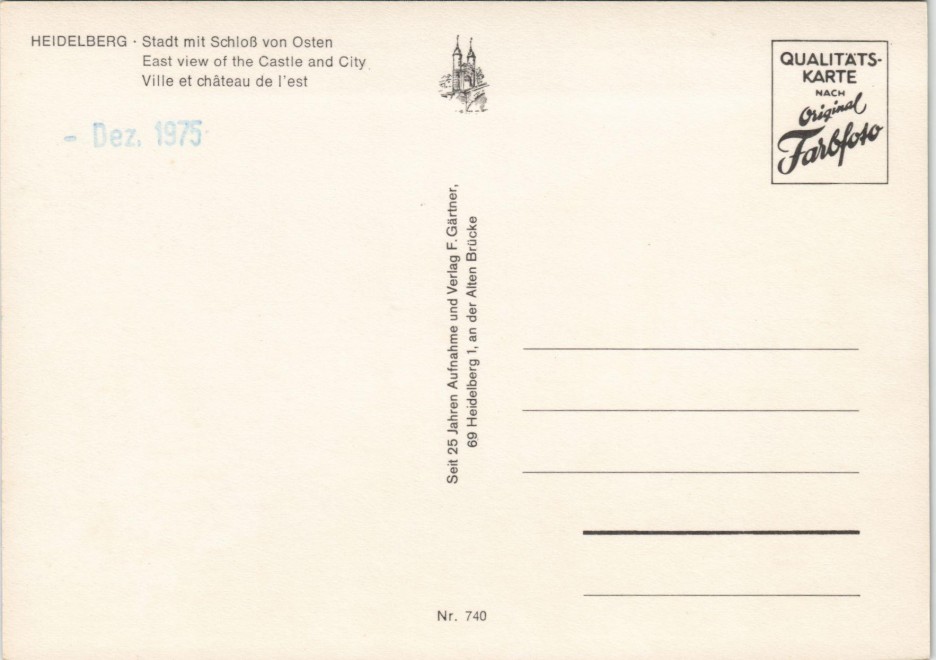 HEIDELBERG · Stadt mit Schloß von Osten
East view of the Castle and City
Ville et château de l'est
- Dez. 1975
QUALITÄTS-
KARTE
NACH
Original
Farbfoto
Seit 25 Jahren Aufnahme und Verlag F. Gärtner,
69 Heidelberg 1, an der Alten Brücke
Nr. 740